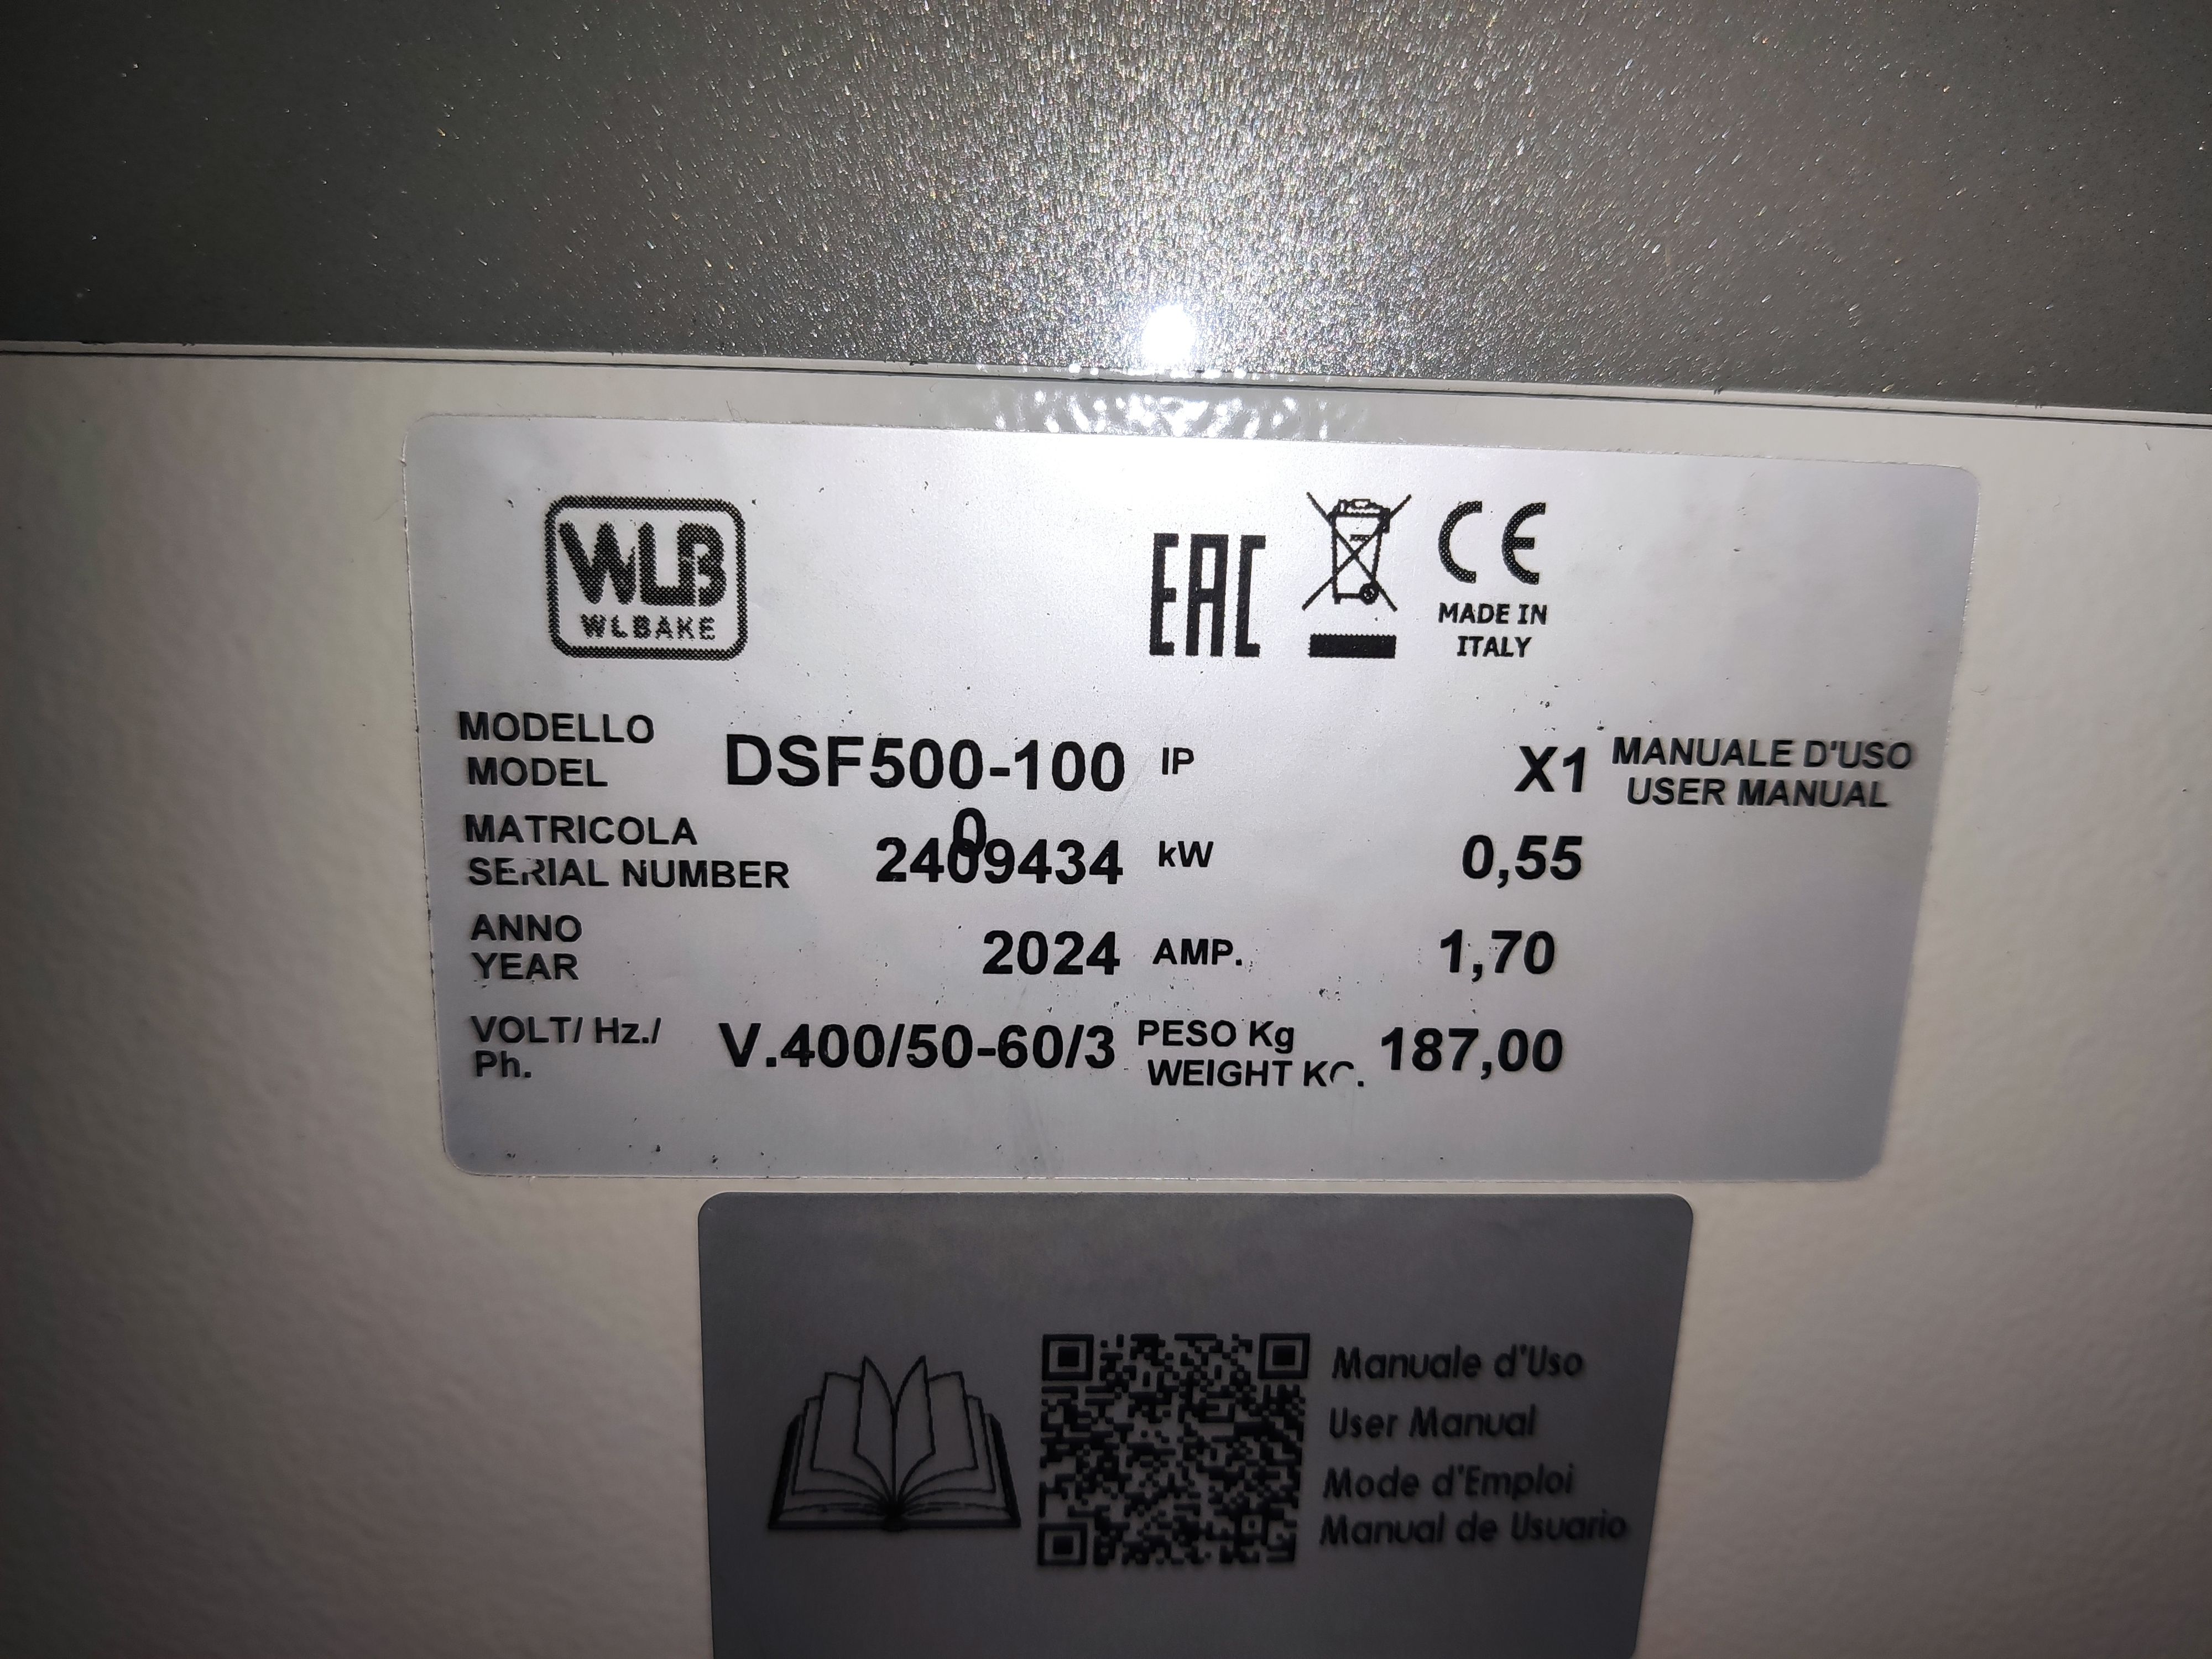 WLB
WLBAKE
EAC
CE
MADE IN
ITALY
MODELLO
MODEL
DSF500-100
0
IP
X1
MANUALE D'USO
USER MANUAL
MATRICOLA
SERIAL NUMBER
2409434
kW
0,55
ANNO
YEAR
2024
AMP.
1,70
VOLT/ Hz./
Ph.
V.400/50-60/3
PESO Kg
WEIGHT KG.
187,00
Manuale d'Uso
User Manual
Mode d'Emploi
Manual de Usuario